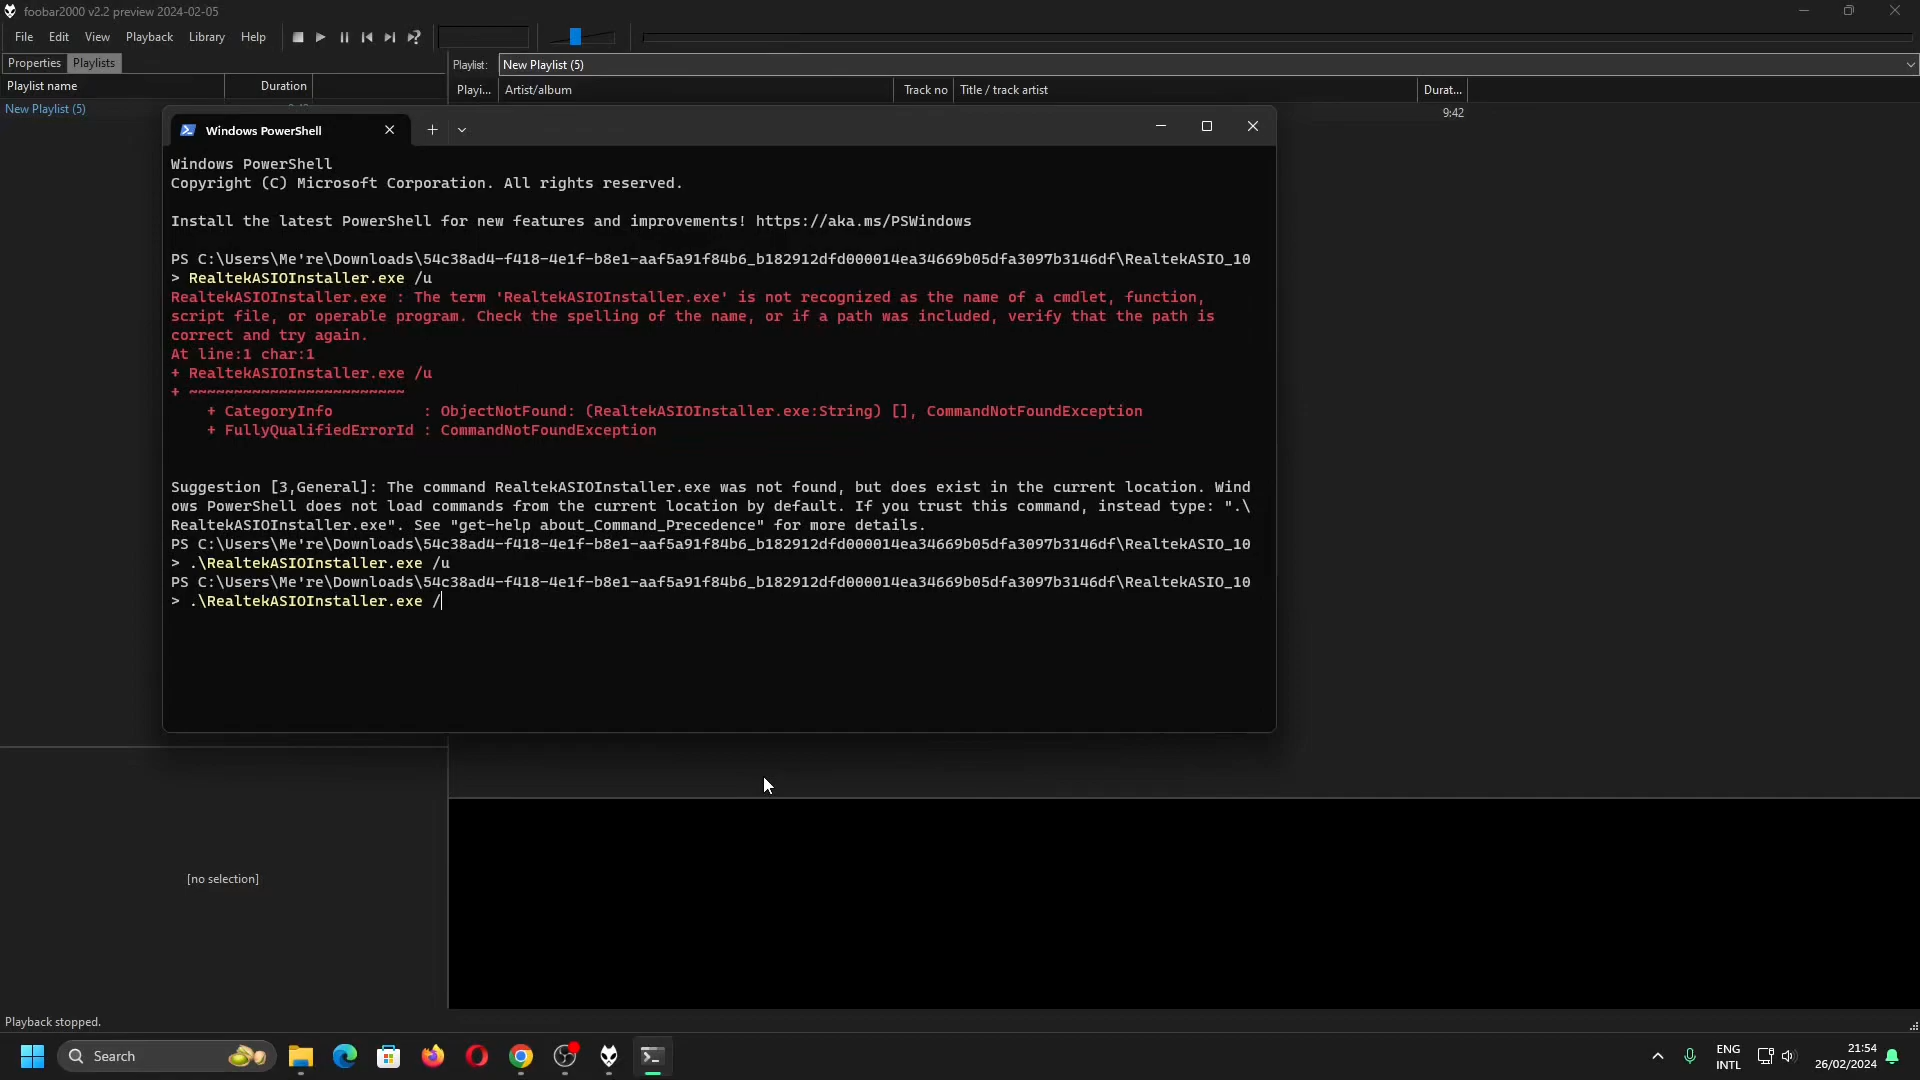 foobar2000 v2.2 preview 2024-02-05
File Edit View Playback Library Help
Properties Playlists
Playlist: New Playlist (5)
Playlist name Duration
Playi... Artist/album Track no Title / track artist Durat...
New Playlist (5)
9:42
Windows PowerShell
Windows PowerShell
Copyright (C) Microsoft Corporation. All rights reserved.
Install the latest PowerShell for new features and improvements! https://aka.ms/PSWindows
PS C:\Users\Me're\Downloads\54c38ad4-f418-4e1f-b8e1-aaf5a91f84b6_b182912dfd000014ea34669b05dfa3097b3146df\RealtekASIO_10
> RealtekASIOInstaller.exe /u
RealtekASIOInstaller.exe : The term 'RealtekASIOInstaller.exe' is not recognized as the name of a cmdlet, function,
script file, or operable program. Check the spelling of the name, or if a path was included, verify that the path is
correct and try again.
At line:1 char:1
+ RealtekASIOInstaller.exe /u
+ ~~~~~~~~~~~~~~~~~~~~~~~~
+ CategoryInfo : ObjectNotFound: (RealtekASIOInstaller.exe:String) [], CommandNotFoundException
+ FullyQualifiedErrorId : CommandNotFoundException
Suggestion [3,General]: The command RealtekASIOInstaller.exe was not found, but does exist in the current location. Wind
ows PowerShell does not load commands from the current location by default. If you trust this command, instead type: ".\
RealtekASIOInstaller.exe". See "get-help about_Command_Precedence" for more details.
PS C:\Users\Me're\Downloads\54c38ad4-f418-4e1f-b8e1-aaf5a91f84b6_b182912dfd000014ea34669b05dfa3097b3146df\RealtekASIO_10
> .\RealtekASIOInstaller.exe /u
PS C:\Users\Me're\Downloads\54c38ad4-f418-4e1f-b8e1-aaf5a91f84b6_b182912dfd000014ea34669b05dfa3097b3146df\RealtekASIO_10
> .\RealtekASIOInstaller.exe /
[no selection]
Playback stopped.
Search
ENG
INTL
21:54
26/02/2024